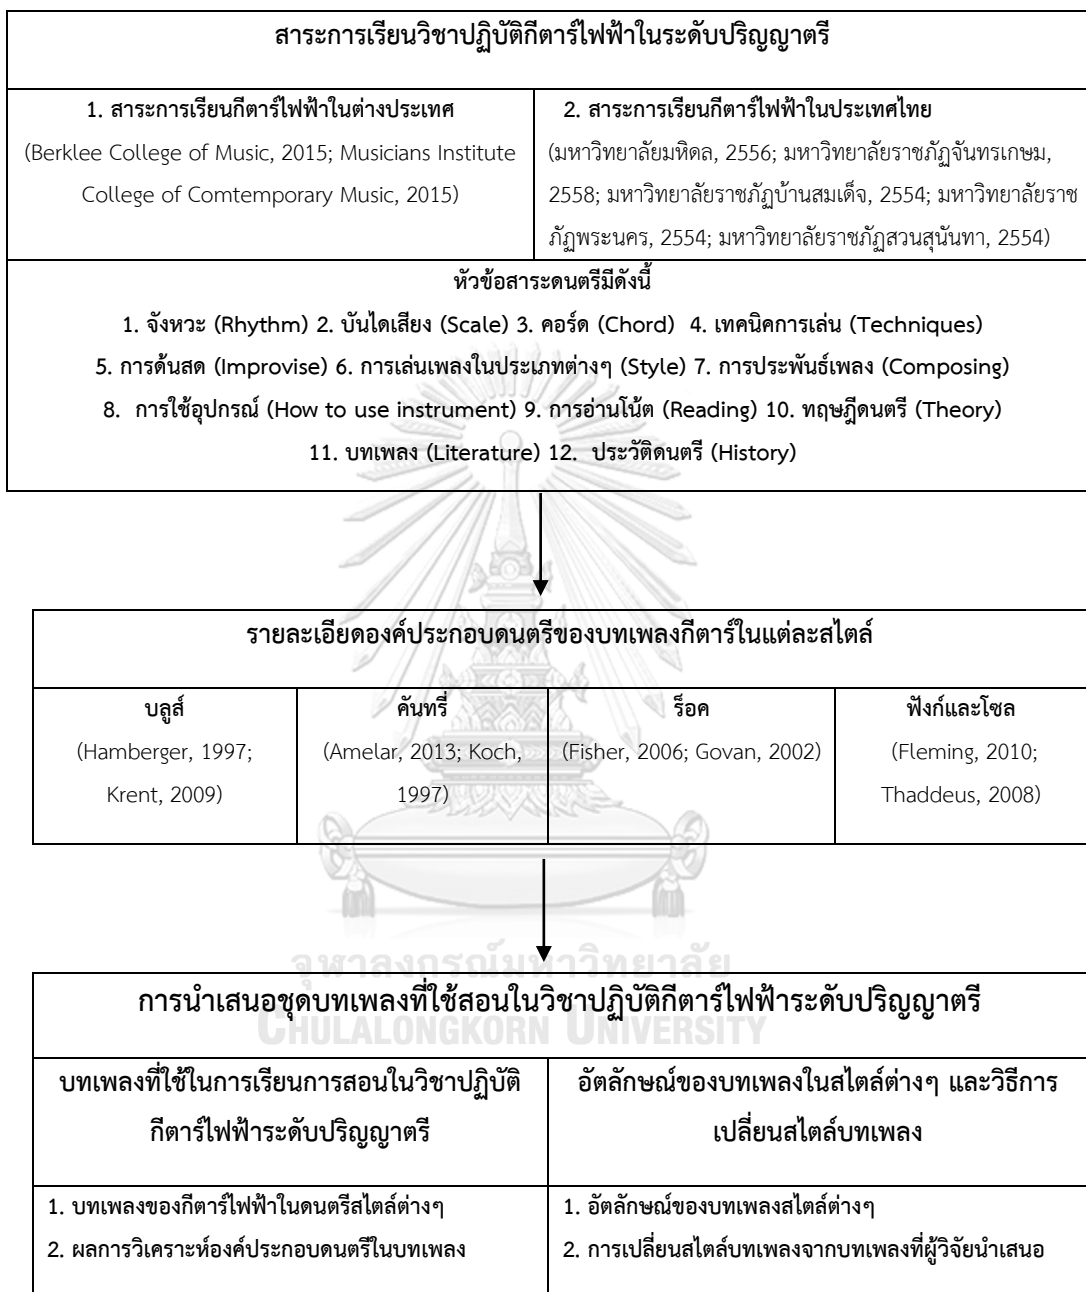 สาระการเรียนวิชาปฏิบัติกีตาร์ไฟฟ้าในระดับปริญญาตรี
1. สาระการเรียนกีตาร์ไฟฟ้าในต่างประเทศ
(Berklee College of Music, 2015; Musicians Institute
College of Comtemporary Music, 2015)
2. สาระการเรียนกีตาร์ไฟฟ้าในประเทศไทย
(มหาวิทยาลัยมหิดล, 2556; มหาวิทยาลัยราชภัฏจันทรเกษม,
2558; มหาวิทยาลัยราชภัฏบ้านสมเด็จ, 2554; มหาวิทยาลัยราช
ภัฏพระนคร, 2554; มหาวิทยาลัยราชภัฏสวนสุนันทา, 2554)
หัวข้อสาระดนตรีมีดังนี้
1. จังหวะ (Rhythm) 2. บันไดเสียง (Scale) 3. คอร์ด (Chord) 4. เทคนิคการเล่น (Techniques)
5. การด้นสด (Improvise) 6. การเล่นเพลงในประเภทต่างๆ (Style) 7. การประพันธ์เพลง (Composing)
8. การใช้อุปกรณ์ (How to use instrument) 9. การอ่านโน้ต (Reading) 10. ทฤษฎีดนตรี (Theory)
11. บทเพลง (Literature) 12. ประวัติดนตรี (History)
รายละเอียดองค์ประกอบดนตรีของบทเพลงกีตาร์ในแต่ละสไตล์
บลูส์
(Hamberger, 1997;
Krent, 2009)
คันทรี่
(Amelar, 2013; Koch,
1997)
ร็อค
(Fisher, 2006; Govan, 2002)
ฟังก์และโซล
(Fleming, 2010;
Thaddeus, 2008)
จุฬาลงกรณ์มหาวิทยาลัย
CHULALONGKORN UNIVERSITY
การนำเสนอชุดบทเพลงที่ใช้สอนในวิชาปฏิบัติกีตาร์ไฟฟ้าระดับปริญญาตรี
บทเพลงที่ใช้ในการเรียนการสอนในวิชาปฏิบัติ
กีตาร์ไฟฟ้าระดับปริญญาตรี
อัตลักษณ์ของบทเพลงในสไตล์ต่างๆ และวิธีการ
เปลี่ยนสไตล์บทเพลง
1. บทเพลงของกีตาร์ไฟฟ้าในดนตรีสไตล์ต่างๆ
2. ผลการวิเคราะห์องค์ประกอบดนตรีในบทเพลง
1. อัตลักษณ์ของบทเพลงสไตล์ต่างๆ
2. การเปลี่ยนสไตล์บทเพลงจากบทเพลงที่ผู้วิจัยนำเสนอ